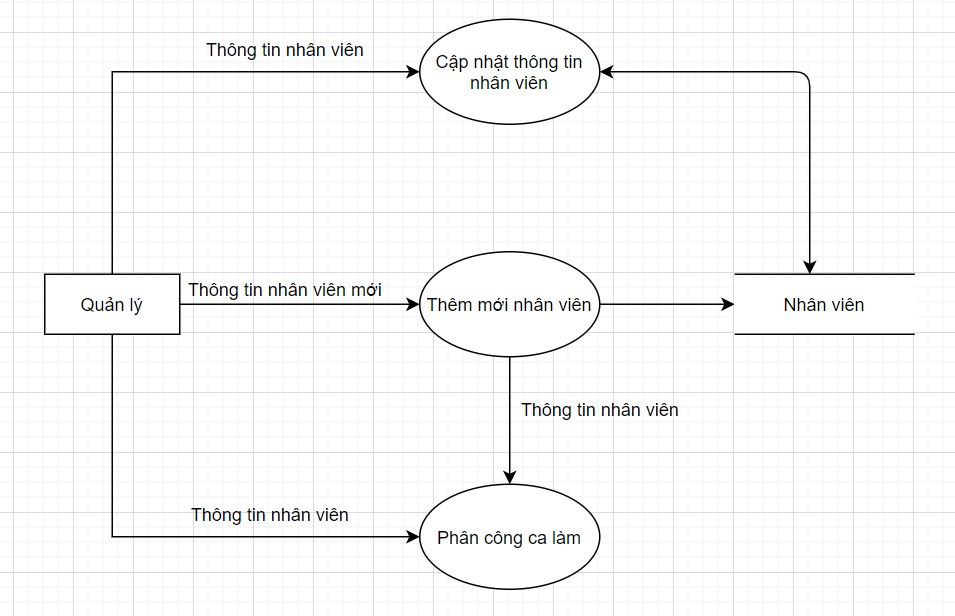 Thông tin nhân viên
Cập nhật thông tin
nhân viên
Quản lý
Thông tin nhân viên mới
Thêm mới nhân viên
Nhân viên
Thông tin nhân viên
Thông tin nhân viên
Phân công ca làm